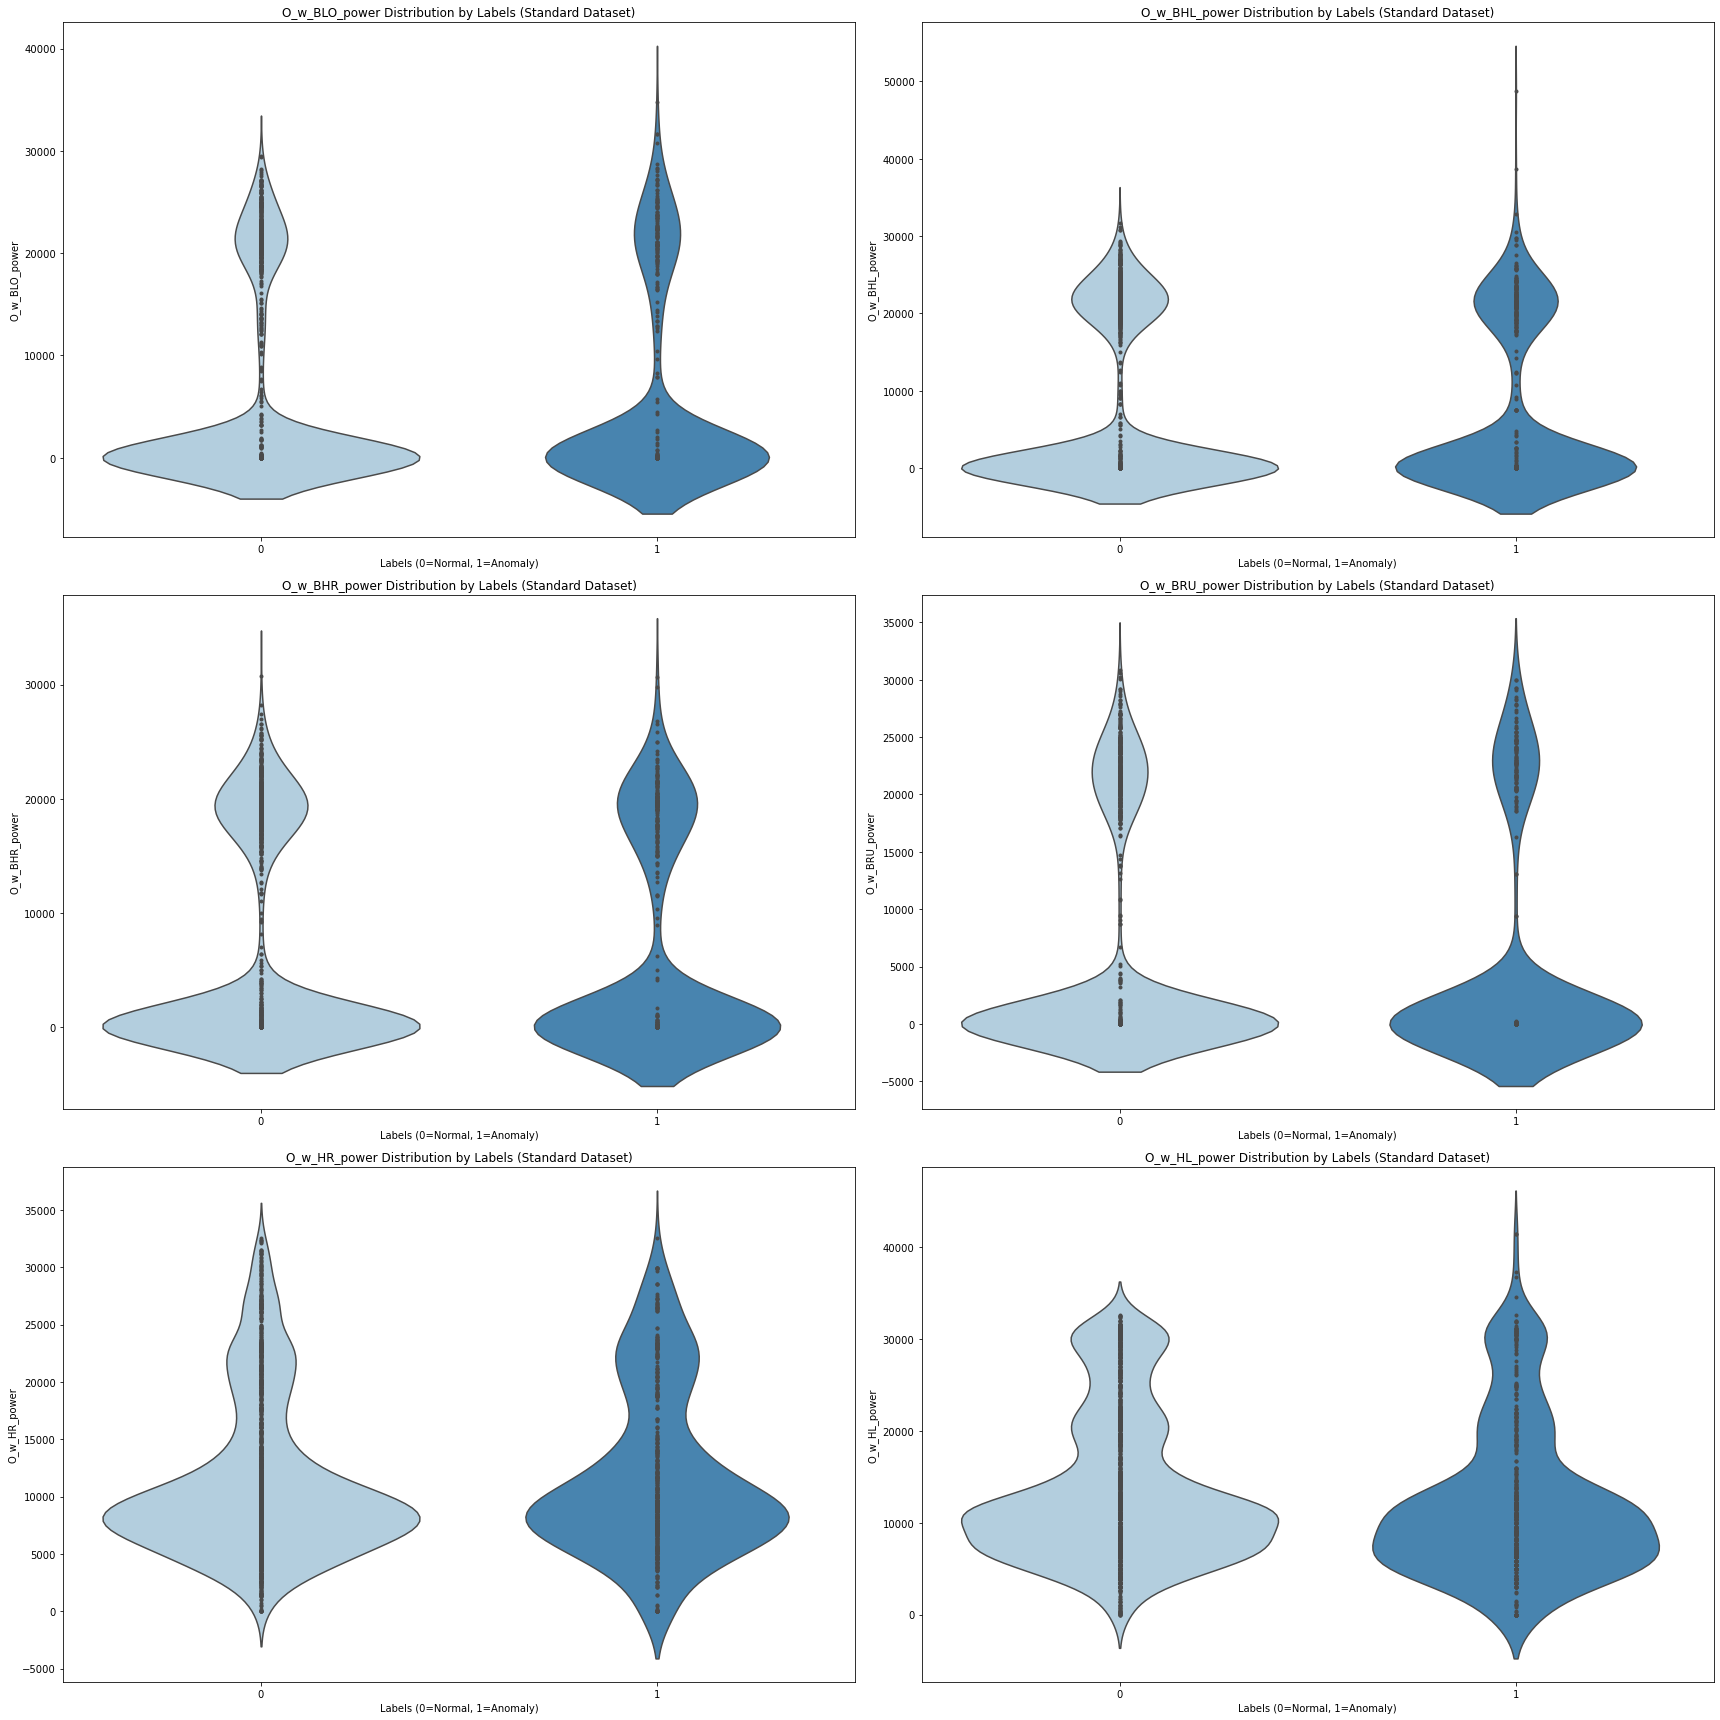 O_w_BLO_power Distribution by Labels (Standard Dataset)
40000
30000
20000
10000
0
O_w_BLO_power
0
1
Labels (0=Normal, 1=Anomaly)
O_w_BHL_power Distribution by Labels (Standard Dataset)
50000
40000
30000
20000
10000
0
O_w_BHL_power
0
1
Labels (0=Normal, 1=Anomaly)
O_w_BHR_power Distribution by Labels (Standard Dataset)
30000
20000
10000
0
O_w_BHR_power
0
1
Labels (0=Normal, 1=Anomaly)
O_w_BRU_power Distribution by Labels (Standard Dataset)
35000
30000
25000
20000
15000
10000
5000
0
−5000
O_w_BRU_power
0
1
Labels (0=Normal, 1=Anomaly)
O_w_HR_power Distribution by Labels (Standard Dataset)
35000
30000
25000
20000
15000
10000
5000
0
−5000
O_w_HR_power
0
1
Labels (0=Normal, 1=Anomaly)
O_w_HL_power Distribution by Labels (Standard Dataset)
40000
30000
20000
10000
0
O_w_HL_power
0
1
Labels (0=Normal, 1=Anomaly)